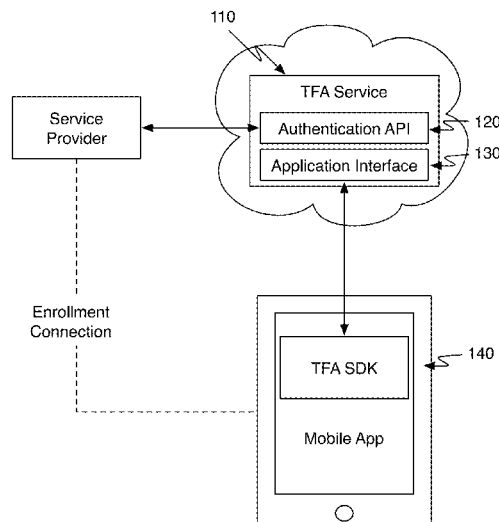 110
TFA Service
Service
Provider
Authentication API
120
Application Interface
130
Enrollment
Connection
TFA SDK
140
Mobile App